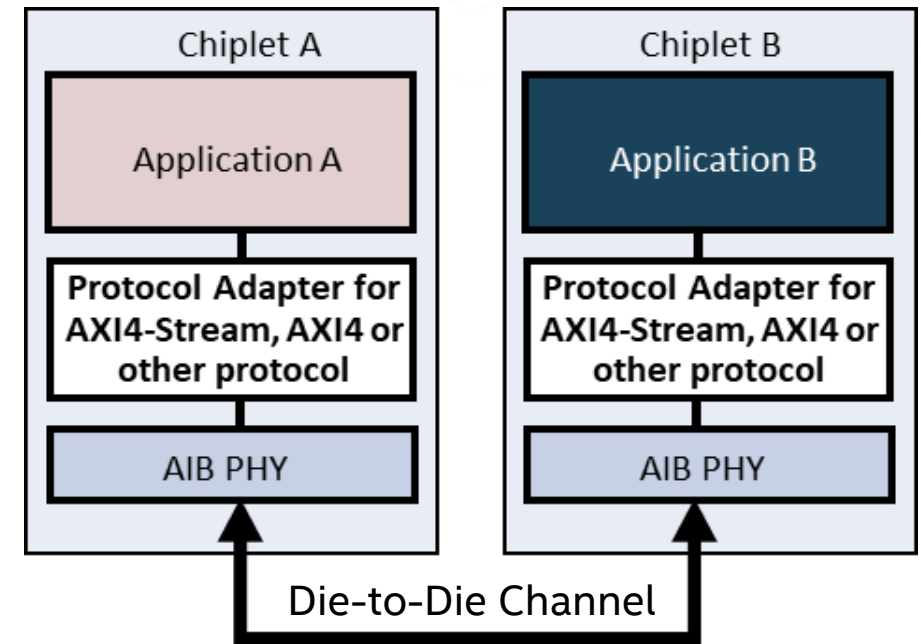 Chiplet A
Application A
Protocol Adapter for
AXI4-Stream, AXI4 or
other protocol
AIB PHY
Chiplet B
Application B
Protocol Adapter for
AXI4-Stream, AXI4 or
other protocol
AIB PHY
Die-to-Die Channel